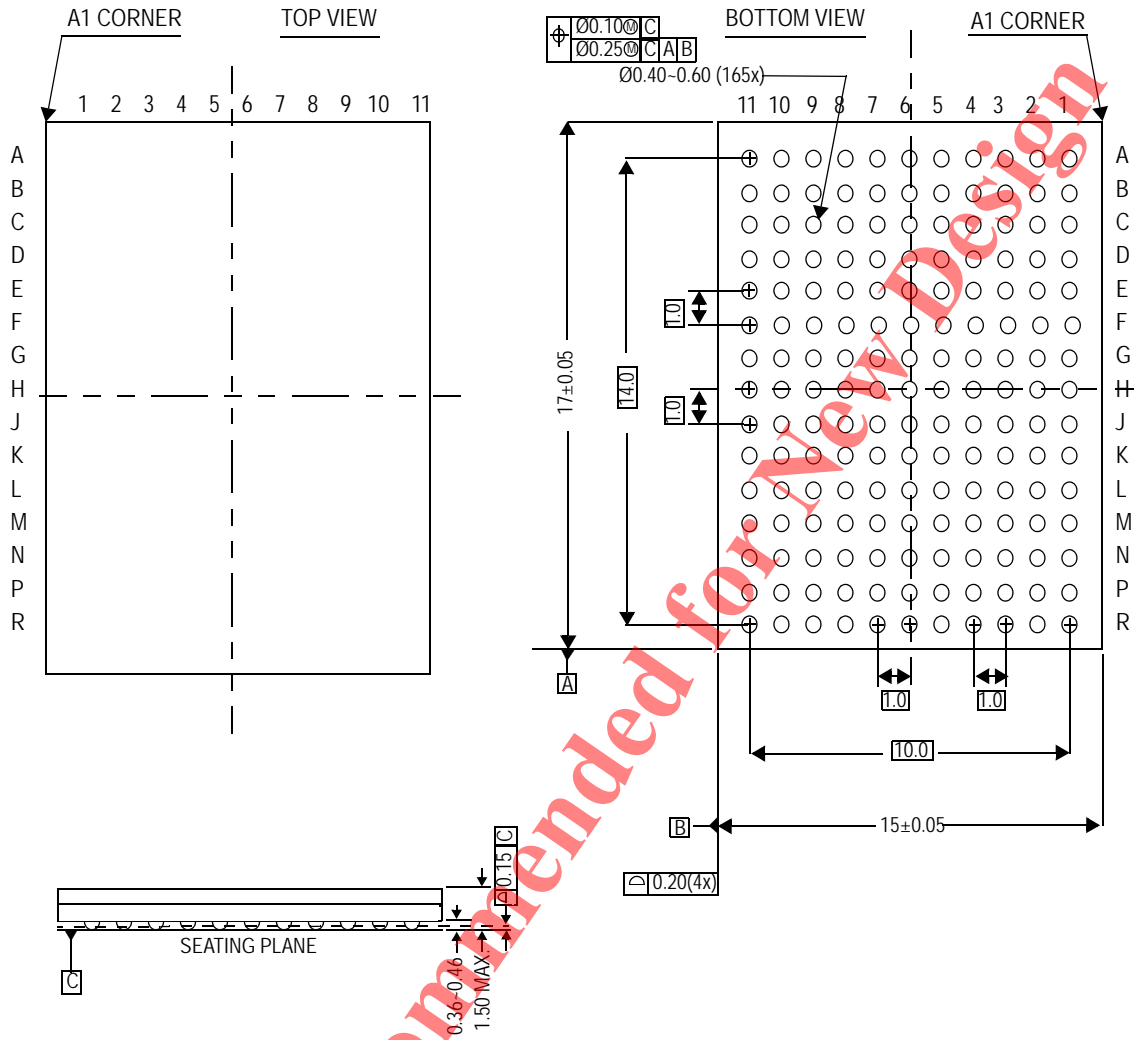 A1 CORNER
TOP VIEW
1 2 3 4 5 6 7 8 9 10 11
A
B
C
D
E
F
G
H
J
K
L
M
N
P
R
Ø0.10Ⓜ C
Ø0.25Ⓜ C A B
BOTTOM VIEW
A1 CORNER
Ø0.40~0.60 (165x)
11 10 9 8 7 6 5 4 3 2 1
A
B
C
D
E
F
G
H
J
K
L
M
N
P
R
1.0
1.0
14.0
17±0.05
A
1.0
1.0
10.0
B
15±0.05
0.20(4x)
0.15 C
SEATING PLANE
C
0.36~0.46
1.50 MAX.
ommended for New Design